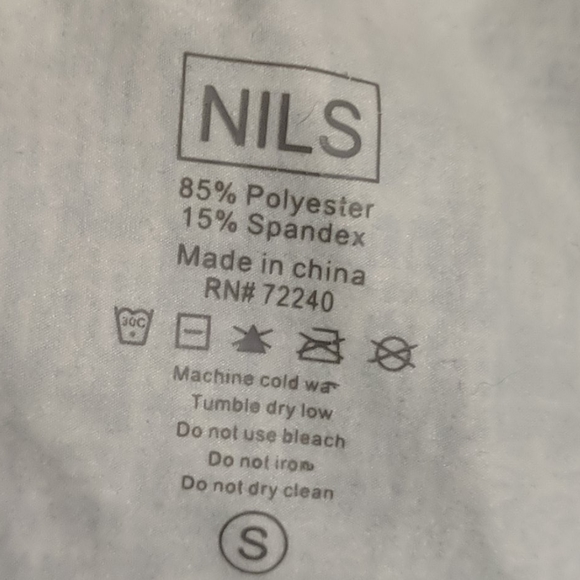 NILS
85% Polyester
15% Spandex
Made in china
RN# 72240
30C
Machine cold
Tumble dry low
Do not use bleach
Do not iron
Do not dry clean
S